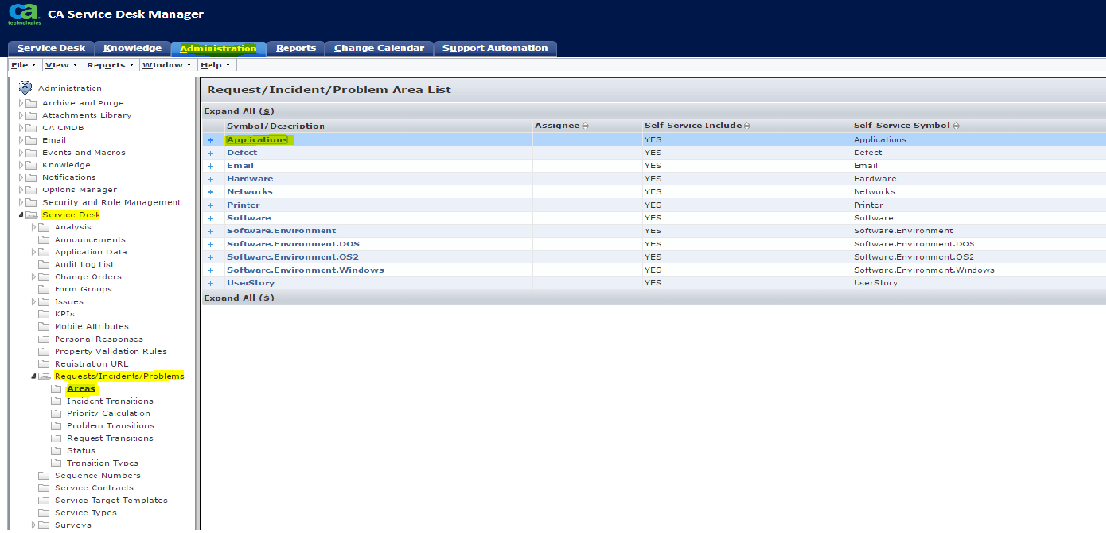 ca technologies CA Service Desk Manager
Service Desk Knowledge Administration Reports Change Calendar Support Automation
File View Reports Window Help
Administration
Archive and Purge
Attachments Library
CA CMDB
Email
Events and Macros
Knowledge
Notifications
Options Manager
Security and Role Management
Service Desk
Analysis
Announcements
Application Data
Audit Log List
Change Orders
Form Groups
Issues
KPIs
Mobile Attributes
Personal Responses
Property Validation Rules
Registration URL
Requests/Incidents/Problems
Areas
Incident Transitions
Priority Calculation
Problem Transitions
Request Transitions
Status
Transition Types
Sequence Numbers
Service Contracts
Service Target Templates
Service Types
Surveys
Request/Incident/Problem Area List
Expand All (S)
Symbol/Description Assignee Self Service Include Self-Service Symbol
+ Applications YES Applications
+ Defect YES Defect
+ Email YES Email
+ Hardware YES Hardware
+ Networks YES Networks
+ Printer YES Printer
+ Software YES Software
+ Software.Environment YES Software.Environment
+ Software.Environment.DOS YES Software.Environment.DOS
+ Software.Environment.OS2 YES Software.Environment.OS2
+ Software.Environment.Windows YES Software.Environment.Windows
+ UserStory YES UserStory
Expand All (S)